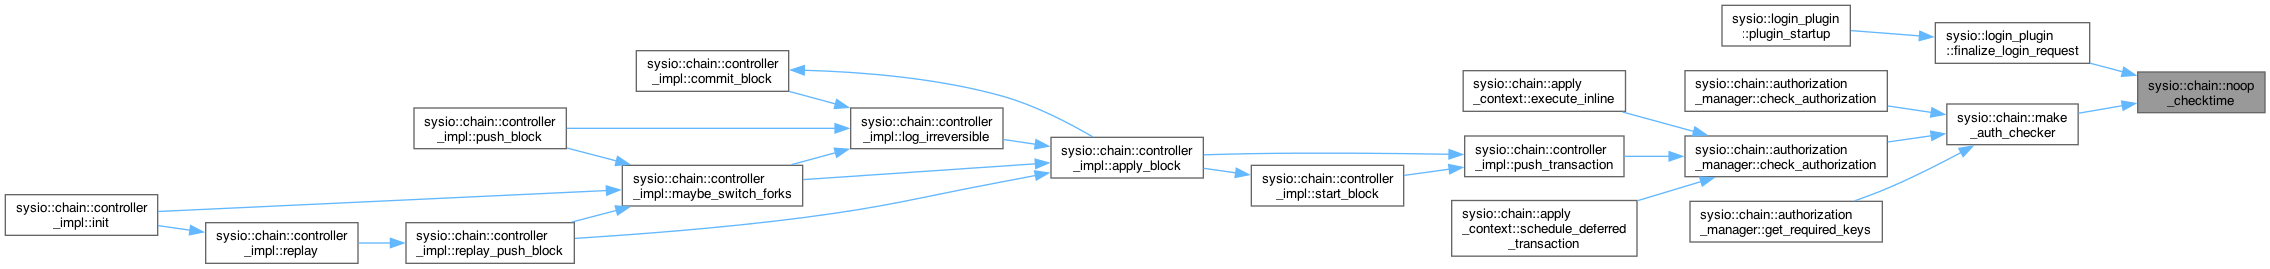 sysio::login_plugin
::plugin_startup
sysio::login_plugin
::finalize_login_request
sysio::chain::controller
_impl::commit_block
sysio::chain::apply
_context::execute_inline
sysio::chain::authorization
_manager::check_authorization
sysio::chain::noop
_checktime
sysio::chain::controller
_impl::push_block
sysio::chain::controller
_impl::log_irreversible
sysio::chain::make
_auth_checker
sysio::chain::controller
_impl::apply_block
sysio::chain::controller
_impl::push_transaction
sysio::chain::authorization
_manager::check_authorization
sysio::chain::controller
_impl::maybe_switch_forks
sysio::chain::controller
_impl::start_block
sysio::chain::controller
_impl::init
sysio::chain::apply
_context::schedule_deferred
_transaction
sysio::chain::authorization
_manager::get_required_keys
sysio::chain::controller
_impl::replay
sysio::chain::controller
_impl::replay_push_block